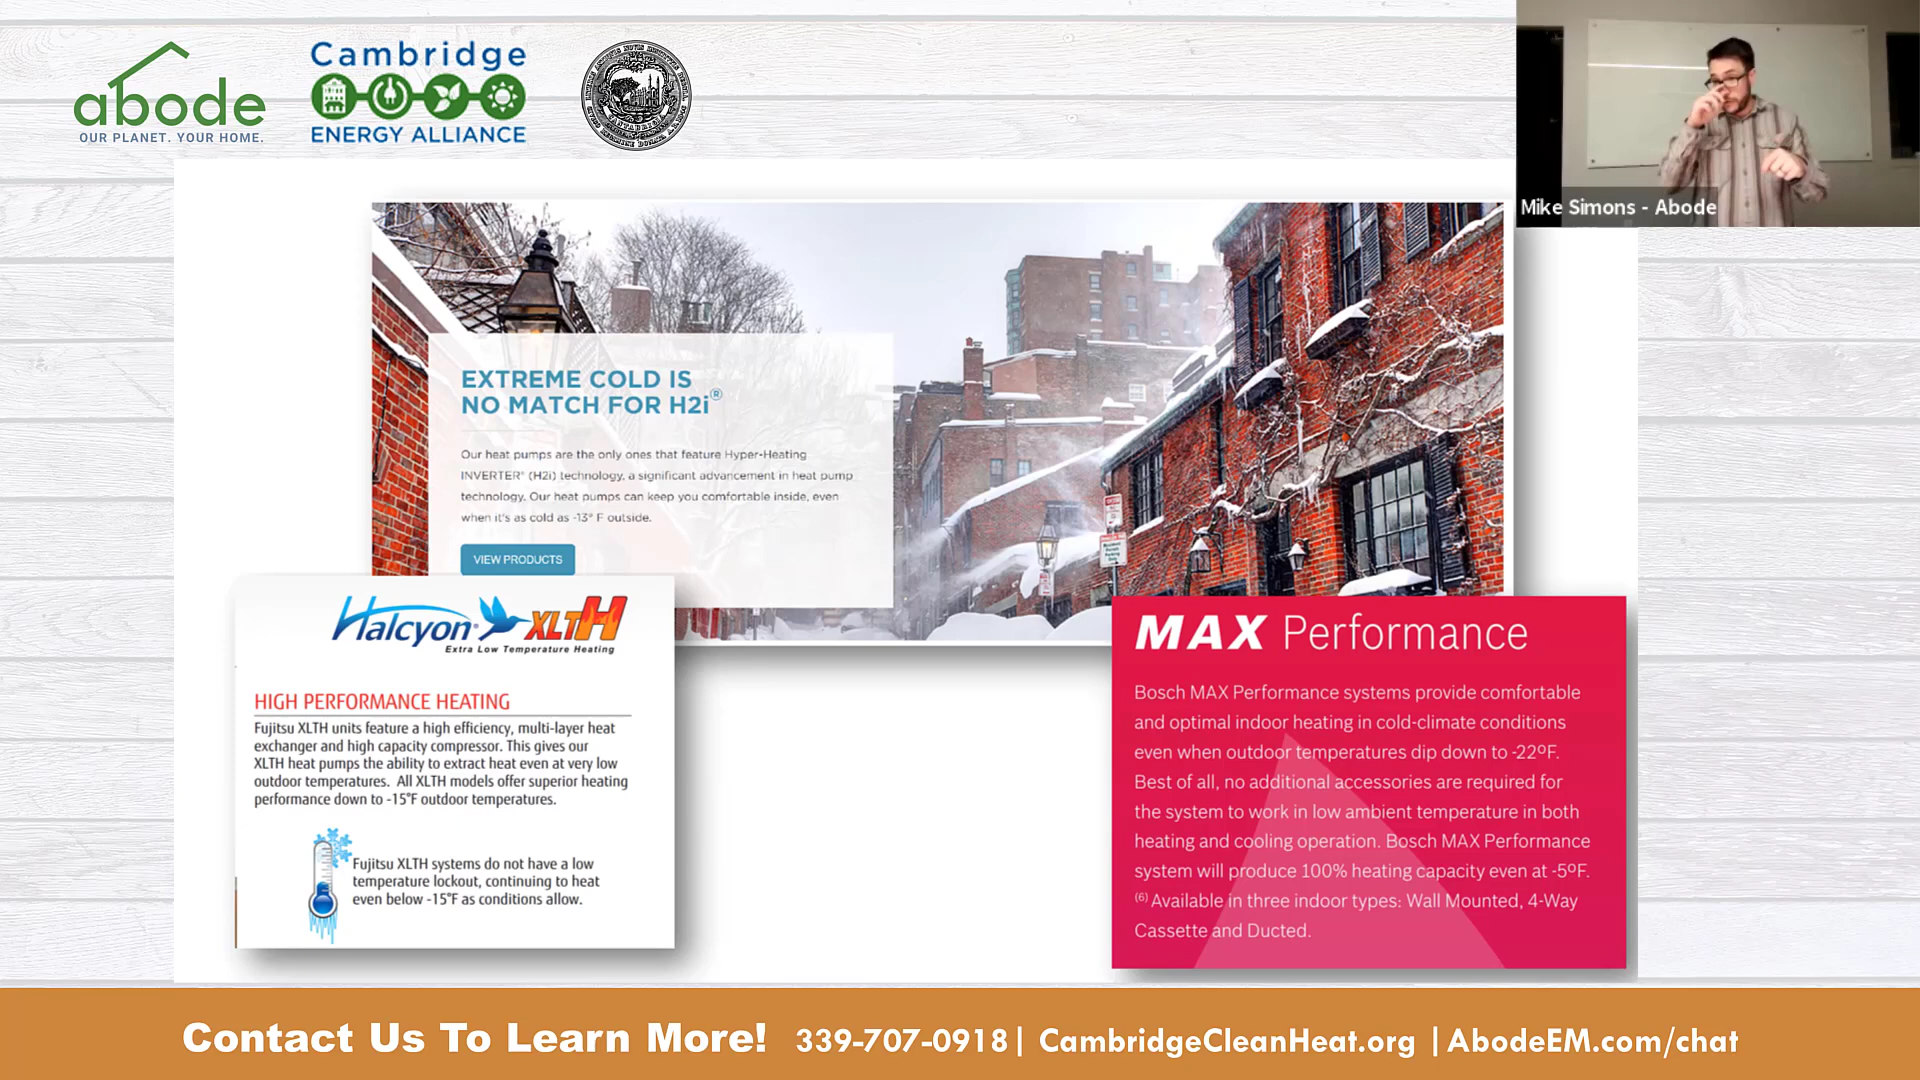 abode
OUR PLANET. YOUR HOME.
Cambridge
ENERGY ALLIANCE
Mike Simons - Abode
EXTREME COLD IS
NO MATCH FOR H2i®
Our heat pumps are the only ones that feature Hyper-Heating
INVERTER® (H2i) technology, a significant advancement in heat pump
technology. Our heat pumps can keep you comfortable inside, even
when it's as cold as -13° F outside.
VIEW PRODUCTS
Halcyon® XLTH
Extra Low Temperature Heating
HIGH PERFORMANCE HEATING
Fujitsu XLTH units feature a high efficiency, multi-layer heat
exchanger and high capacity compressor. This gives our
XLTH heat pumps the ability to extract heat even at very low
outdoor temperatures. All XLTH models offer superior heating
performance down to -15°F outdoor temperatures.
Fujitsu XLTH systems do not have a low
temperature lockout, continuing to heat
even below -15°F as conditions allow.
MAX Performance
Bosch MAX Performance systems provide comfortable
and optimal indoor heating in cold-climate conditions
even when outdoor temperatures dip down to -22ºF.
Best of all, no additional accessories are required for
the system to work in low ambient temperature in both
heating and cooling operation. Bosch MAX Performance
system will produce 100% heating capacity even at -5ºF.
(6) Available in three indoor types: Wall Mounted, 4-Way
Cassette and Ducted.
Contact Us To Learn More! 339-707-0918| CambridgeCleanHeat.org |AbodeEM.com/chat